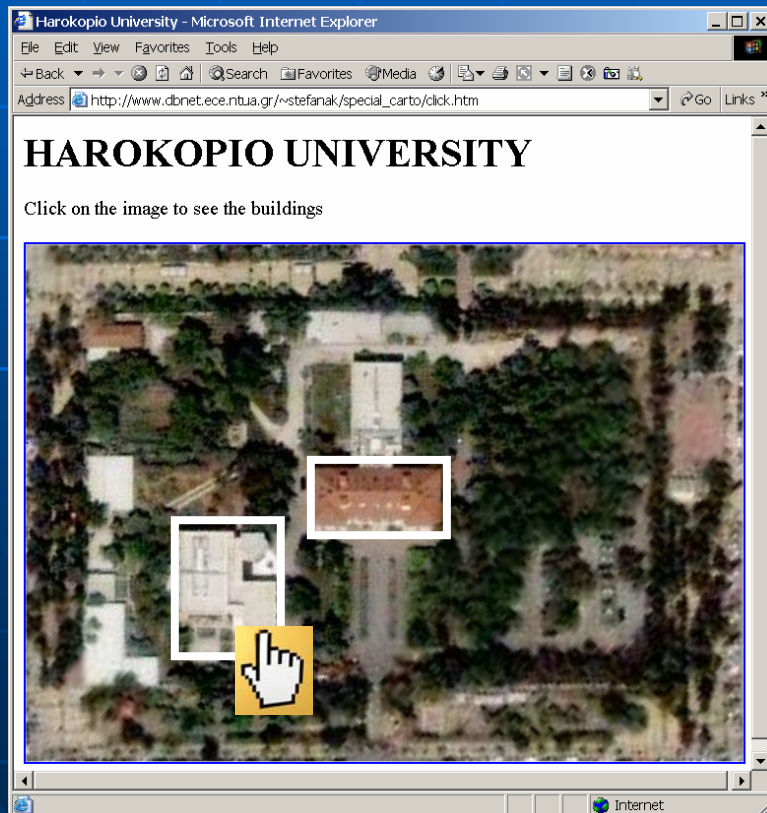 Harokopio University - Microsoft Internet Explorer
File Edit View Favorites Tools Help
Back Search Favorites Media
Address http://www.dbnet.ece.ntua.gr/~stefanak/special_carto/click.htm Go Links »
HAROKOPIO UNIVERSITY
Click on the image to see the buildings
Internet